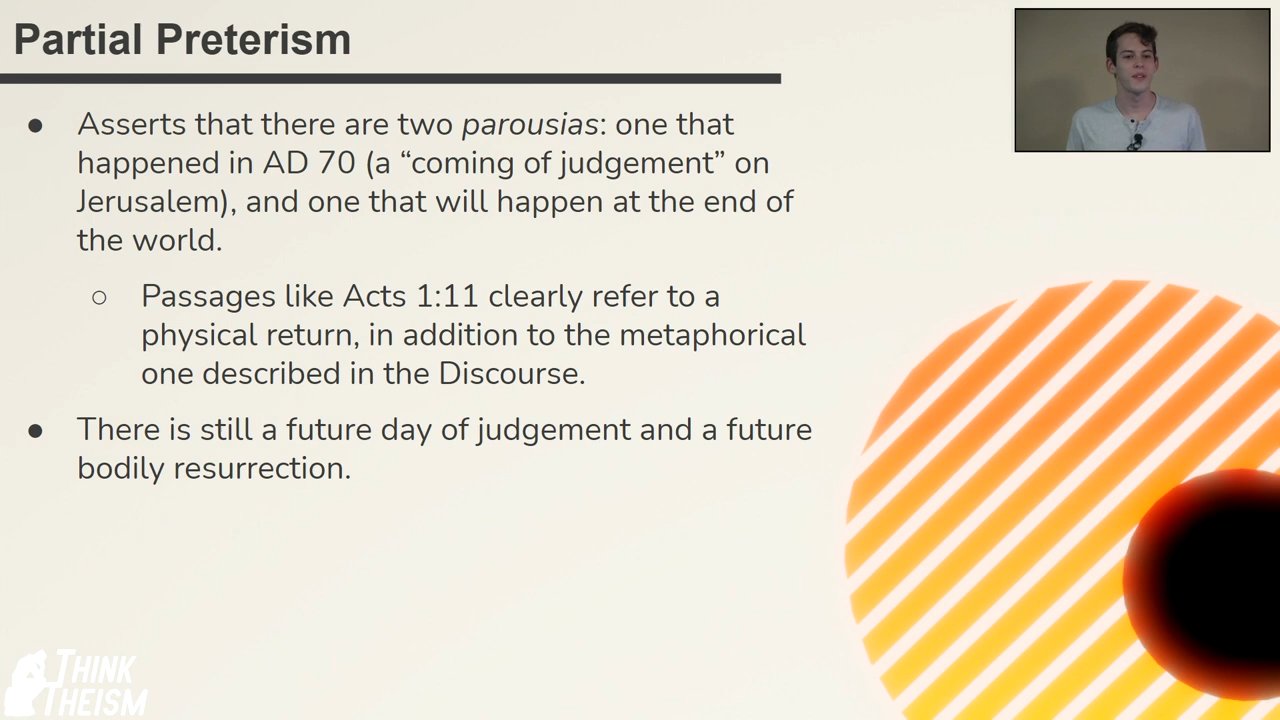 Partial Preterism
● Asserts that there are two parousias: one that
happened in AD 70 (a “coming of judgement” on
Jerusalem), and one that will happen at the end of
the world.
○ Passages like Acts 1:11 clearly refer to a
physical return, in addition to the metaphorical
one described in the Discourse.
● There is still a future day of judgement and a future
bodily resurrection.
THINK
THEISM